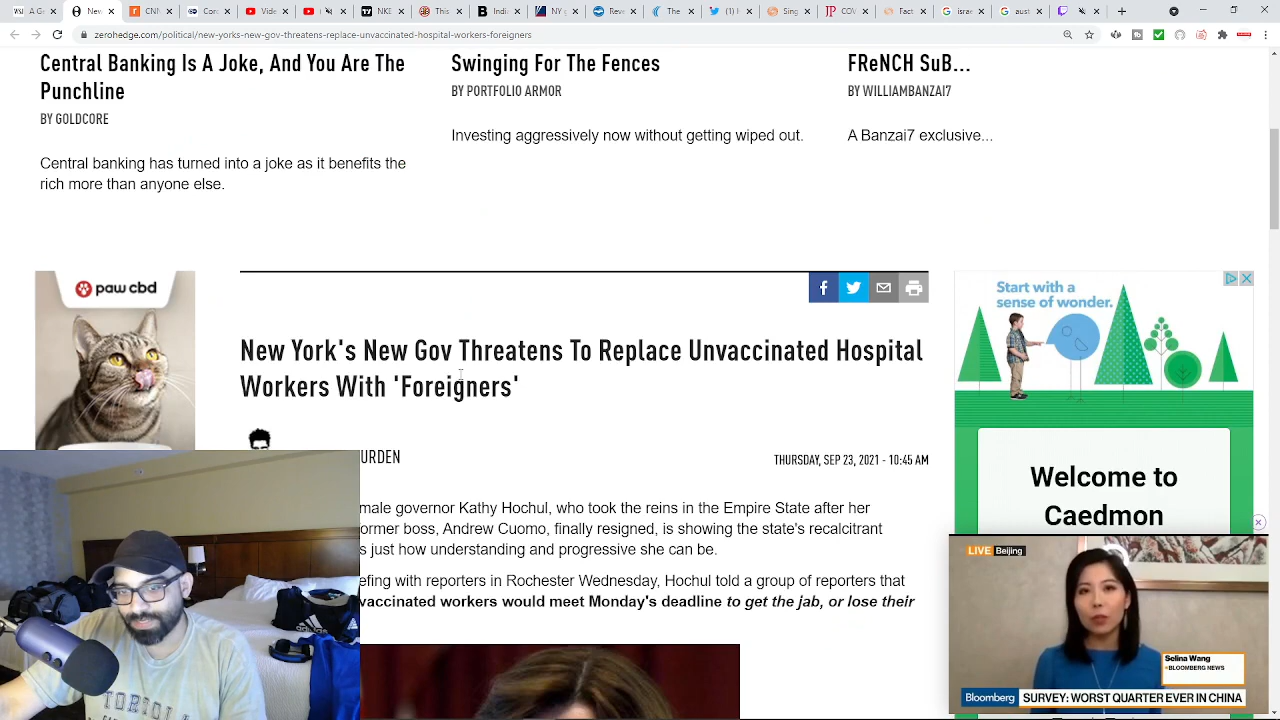 zerohedge.com/political/new-yorks-new-gov-threatens-replace-unvaccinated-hospital-workers-foreigners
Central Banking Is A Joke, And You Are The
Punchline
BY GOLDCORE
Central banking has turned into a joke as it benefits the
rich more than anyone else.
Swinging For The Fences
BY PORTFOLIO ARMOR
Investing aggressively now without getting wiped out.
FReNCH SuB...
BY WILLIAMBANZAI7
A Banzai7 exclusive...
paw cbd
New York's New Gov Threatens To Replace Unvaccinated Hospital
Workers With 'Foreigners'
URDEN
THURSDAY, SEP 23, 2021 - 10:45 AM
male governor Kathy Hochul, who took the reins in the Empire State after her
ormer boss, Andrew Cuomo, finally resigned, is showing the state's recalcitrant
s just how understanding and progressive she can be.
efing with reporters in Rochester Wednesday, Hochul told a group of reporters that
vaccinated workers would meet Monday's deadline to get the jab, or lose their
Start with a
sense of wonder.
Welcome to
Caedmon
LIVE Beijing
Selina Wang
BLOOMBERG NEWS
Bloomberg SURVEY: WORST QUARTER EVER IN CHINA